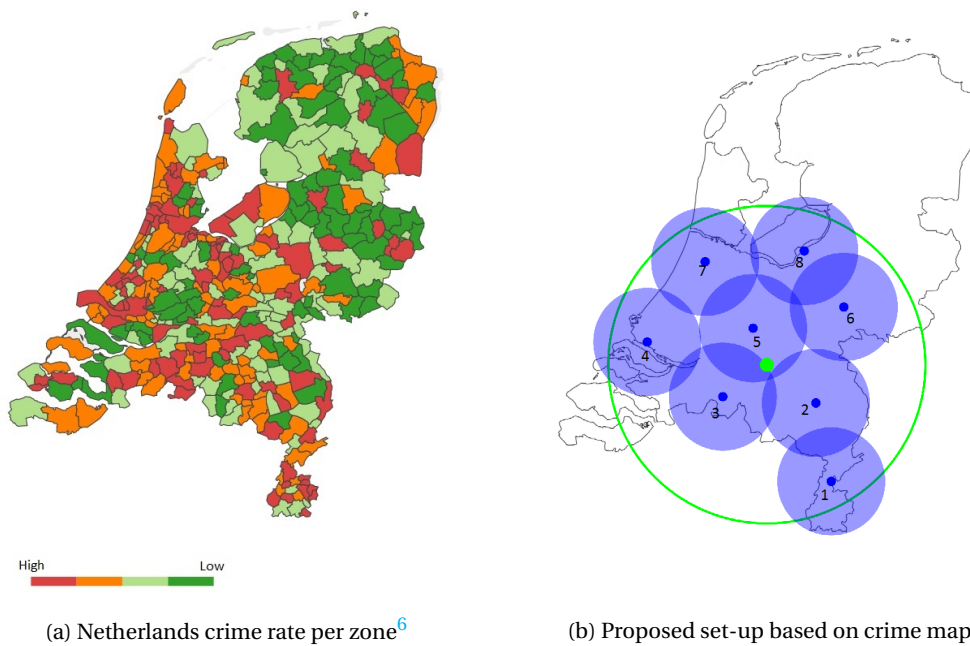 High
Low
(a) Netherlands crime rate per zone6
7
8
6
5
4
3
2
1
(b) Proposed set-up based on crime map